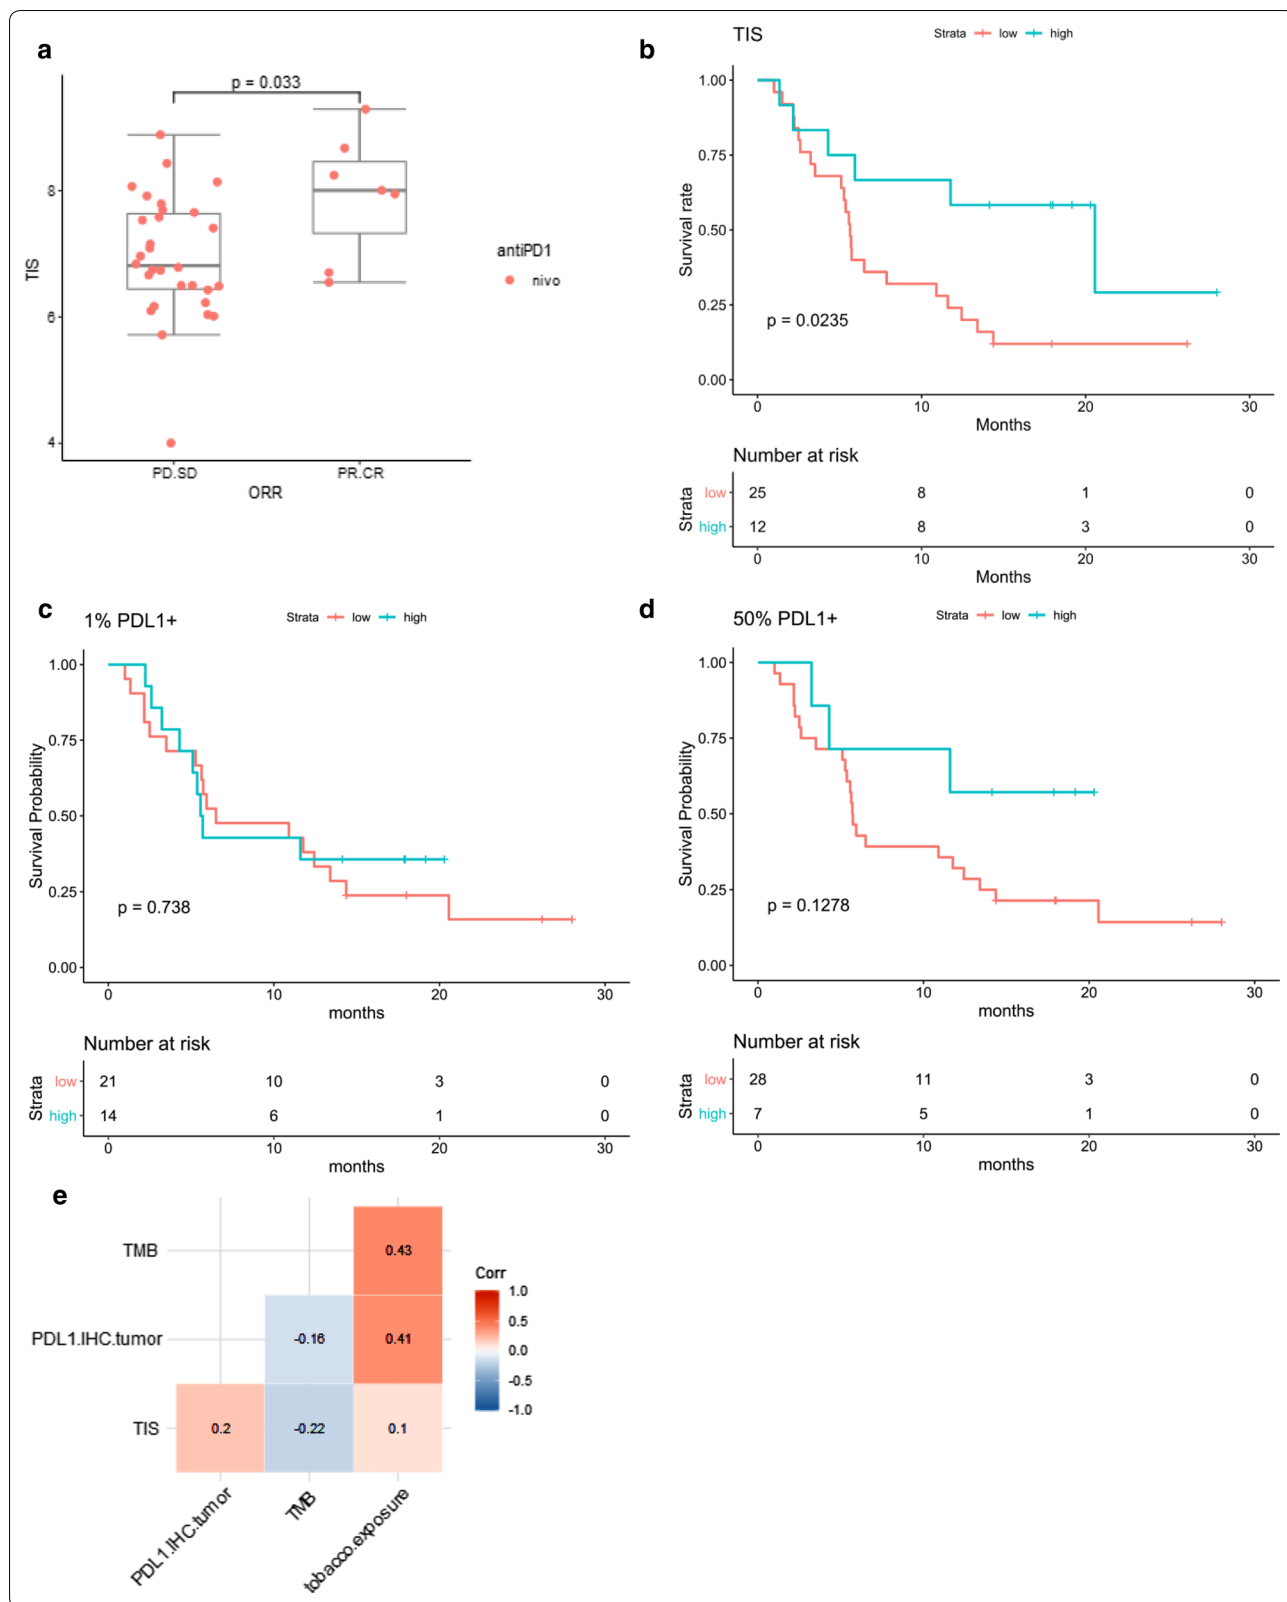 a
p = 0.033
8
6
4
TIS
PD.SD
PR.CR
ORR
antiPD1
nivo
b
TIS
Strata low high
1.00
0.75
0.50
0.25
0.00
Survival rate
p = 0.0235
0 10 20 30
Months
Number at risk
Strata
low 25 8 1 0
high 12 8 3 0
0 10 20 30
Months
c
1% PDL1+
Strata low high
1.00
0.75
0.50
0.25
0.00
Survival Probability
p = 0.738
0 10 20 30
months
Number at risk
Strata
low 21 10 3 0
high 14 6 1 0
0 10 20 30
months
d
50% PDL1+
Strata low high
1.00
0.75
0.50
0.25
0.00
Survival Probability
p = 0.1278
0 10 20 30
months
Number at risk
Strata
low 28 11 3 0
high 7 5 1 0
0 10 20 30
months
e
TMB 0.43
PDL1.IHC.tumor -0.16 0.41
TIS 0.2 -0.22 0.1
PDL1.IHC.tumor
TMB
tobacco.exposure
Corr
1.0
0.5
0.0
-0.5
-1.0